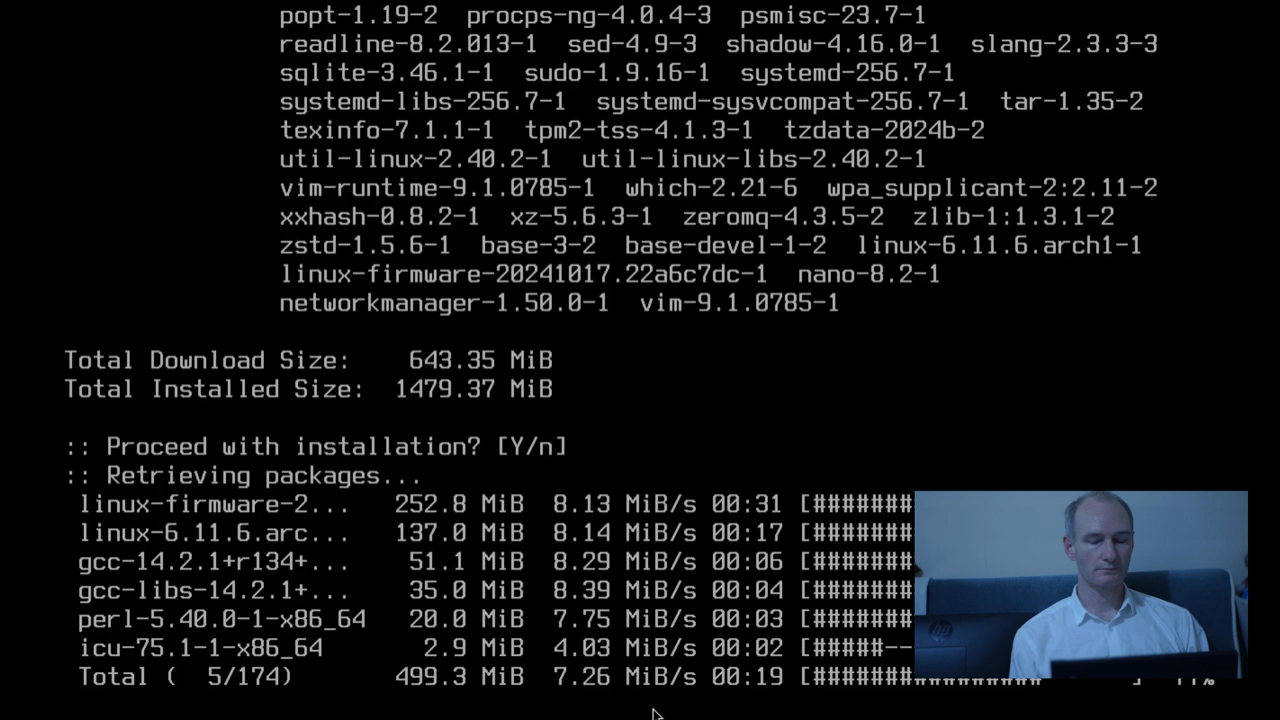 popt-1.19-2 procps-ng-4.0.4-3 psmisc-23.7-1
readline-8.2.013-1 sed-4.9-3 shadow-4.16.0-1 slang-2.3.3-3
sqlite-3.46.1-1 sudo-1.9.16-1 systemd-256.7-1
systemd-libs-256.7-1 systemd-sysvcompat-256.7-1 tar-1.35-2
texinfo-7.1.1-1 tpm2-tss-4.1.3-1 tzdata-2024b-2
util-linux-2.40.2-1 util-linux-libs-2.40.2-1
vim-runtime-9.1.0785-1 which-2.21-6 wpa_supplicant-2:2.11-2
xxhash-0.8.2-1 xz-5.6.3-1 zeromq-4.3.5-2 zlib-1:1.3.1-2
zstd-1.5.6-1 base-3-2 base-devel-1-2 linux-6.11.6.arch1-1
linux-firmware-20241017.22a6c7dc-1 nano-8.2-1
networkmanager-1.50.0-1 vim-9.1.0785-1
Total Download Size: 643.35 MiB
Total Installed Size: 1479.37 MiB
:: Proceed with installation? [Y/n]
:: Retrieving packages...
linux-firmware-2... 252.8 MiB 8.13 MiB/s 00:31 [#######
linux-6.11.6.arc... 137.0 MiB 8.14 MiB/s 00:17 [#######
gcc-14.2.1+r134+... 51.1 MiB 8.29 MiB/s 00:06 [#######
gcc-libs-14.2.1+... 35.0 MiB 8.39 MiB/s 00:04 [#######
perl-5.40.0-1-x86_64 20.0 MiB 7.75 MiB/s 00:03 [#######
icu-75.1-1-x86_64 2.9 MiB 4.03 MiB/s 00:02 [#####--
Total ( 5/174) 499.3 MiB 7.26 MiB/s 00:19 [################
hp